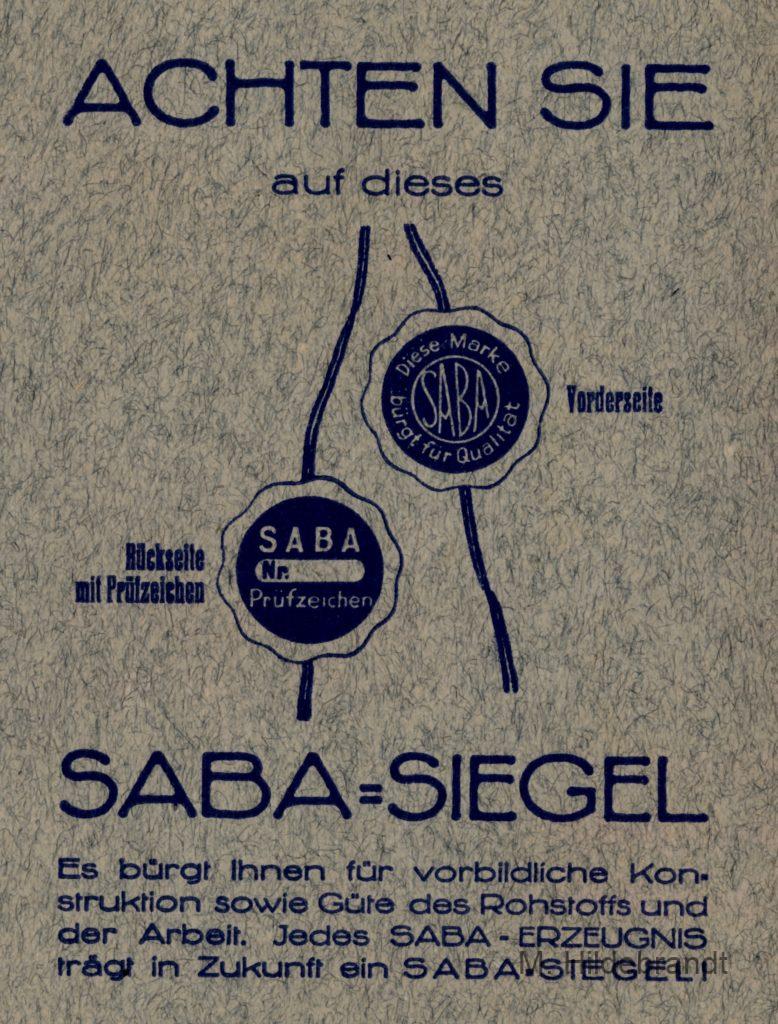 ACHTEN SIE
auf dieses
Diese Marke
SABA
bürgt für Qualität
Vorderseite
Rückseite
mit Prüfzeichen
SABA
Nr.
Prüfzeichen
SABA=SIEGEL
Es bürgt Ihnen für vorbildliche Kon-
struktion sowie Güte des Rohstoffs und
der Arbeit. Jedes SABA-ERZEUGNIS
trägt in Zukunft ein SABA-SIEGEL!
M. Hildebrandt